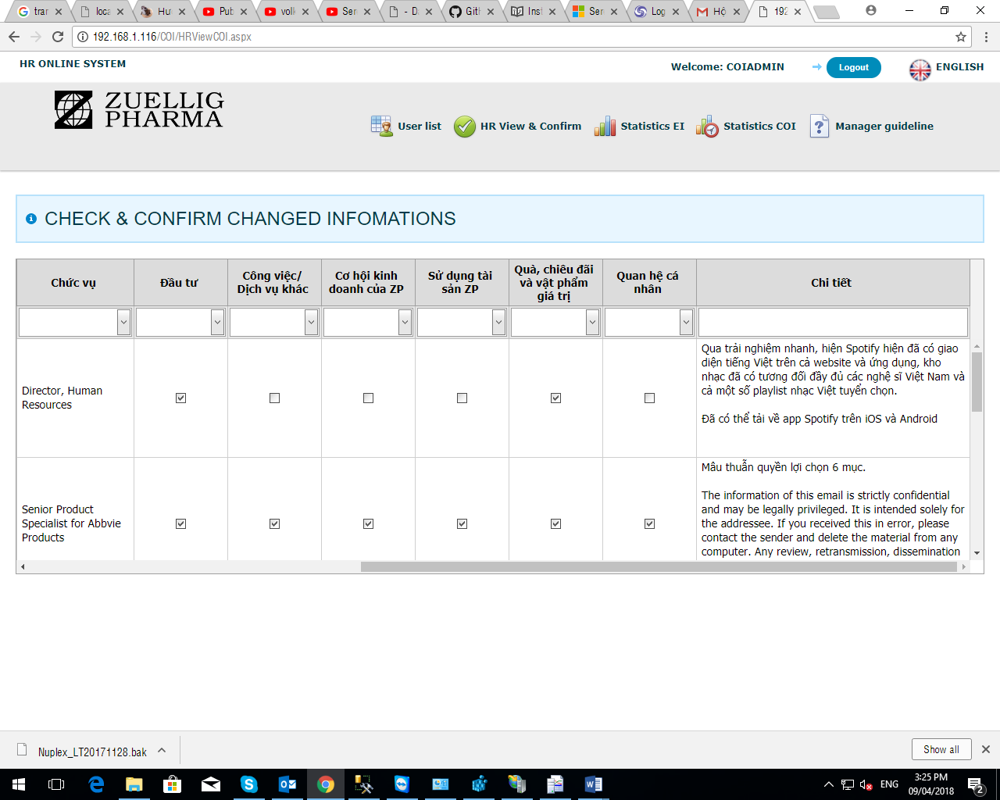 trar
loca
Hướ
Pub
voll
Ser
- Da
Gitl
Inst
Ser
Log
Hộ
192
192.168.1.116/COI/HRViewCOI.aspx
HR ONLINE SYSTEM
Welcome: COIADMIN
Logout
ENGLISH
ZUELLIG
PHARMA
User list
HR View & Confirm
Statistics EI
Statistics COI
Manager guideline
CHECK & CONFIRM CHANGED INFOMATIONS
Chức vụ
Đầu tư
Công việc/
Dịch vụ khác
Cơ hội kinh
doanh của ZP
Sử dụng tài
sản ZP
Quà, chiêu đãi
và vật phẩm
giá trị
Quan hệ cá
nhân
Chi tiết
Director, Human
Resources
Qua trải nghiệm nhanh, hiện Spotify hiện đã có giao
diện tiếng Việt trên cả website và ứng dụng, kho
nhạc đã có tương đối đầy đủ các nghệ sĩ Việt Nam và
cả một số playlist nhạc Việt tuyển chọn.
Đã có thể tải về app Spotify trên iOS và Android
Senior Product
Specialist for Abbvie
Products
Mâu thuẫn quyền lợi chọn 6 mục.
The information of this email is strictly confidential
and may be legally privileged. It is intended solely for
the addressee. If you received this in error, please
contact the sender and delete the material from any
computer. Any review, retransmission, dissemination
Nuplex_LT20171128.bak
Show all
ENG
3:25 PM
09/04/2018
2